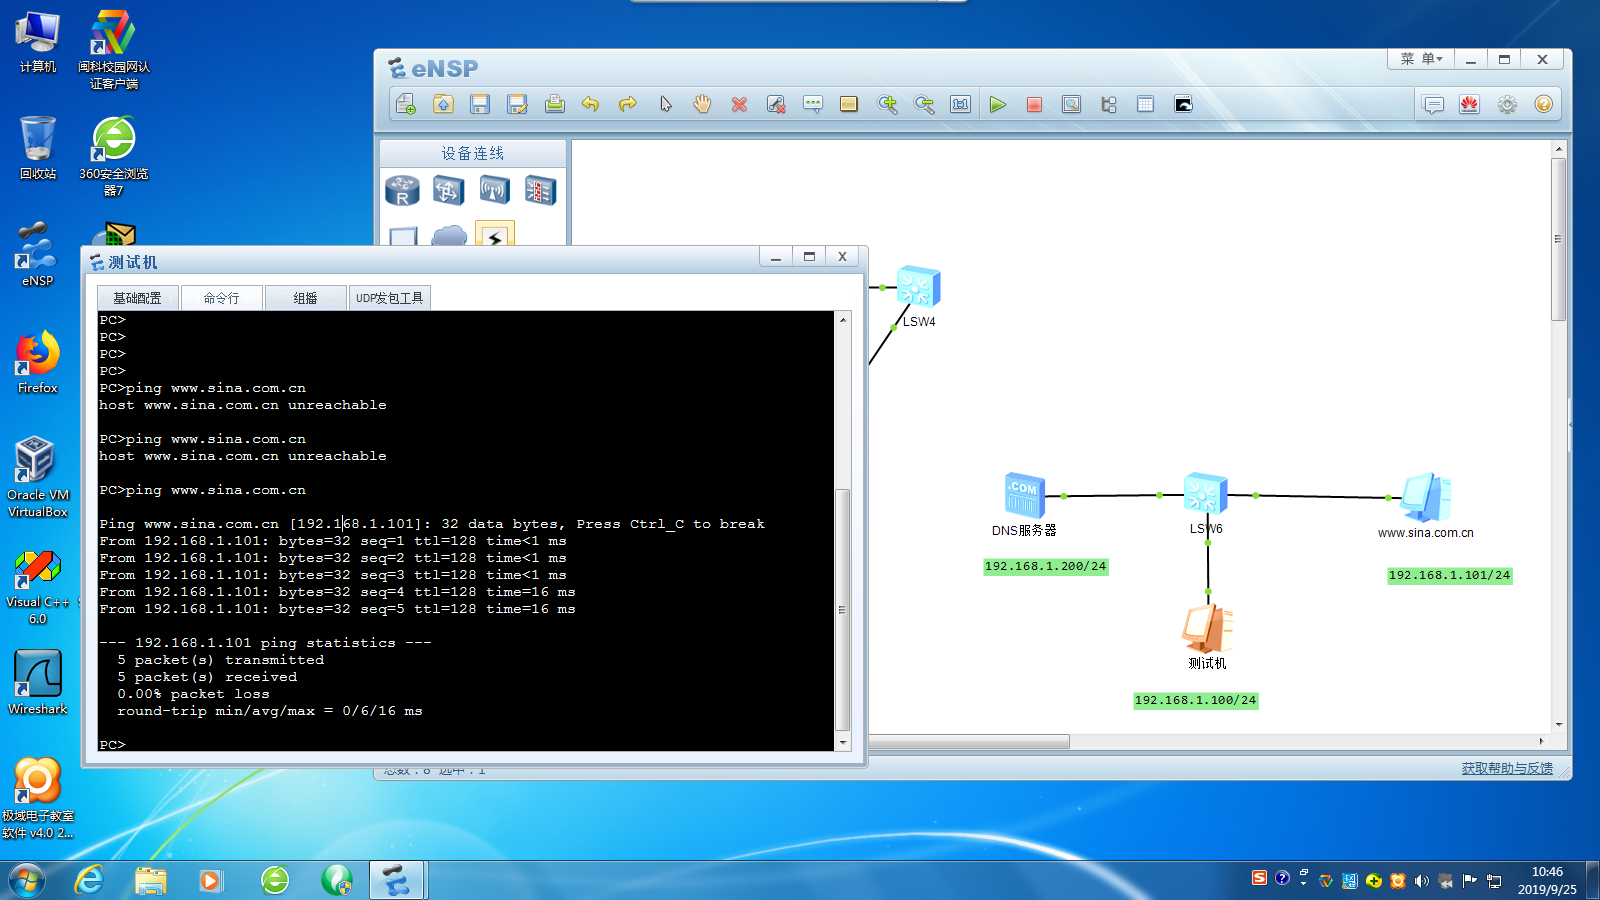 计算机
闽科校园网认
证客户端
回收站
360安全浏览
器7
eNSP
Firefox
Oracle VM
VirtualBox
Visual C++
6.0
Wireshark
极域电子教室
软件 v4.0 2...
eNSP
菜 单
设备连线
R
测试机
基础配置
命令行
组播
UDP发包工具
PC>
PC>
PC>
PC>
PC>ping www.sina.com.cn
host www.sina.com.cn unreachable
PC>ping www.sina.com.cn
host www.sina.com.cn unreachable
PC>ping www.sina.com.cn
Ping www.sina.com.cn [192.168.1.101]: 32 data bytes, Press Ctrl_C to break
From 192.168.1.101: bytes=32 seq=1 ttl=128 time<1 ms
From 192.168.1.101: bytes=32 seq=2 ttl=128 time<1 ms
From 192.168.1.101: bytes=32 seq=3 ttl=128 time<1 ms
From 192.168.1.101: bytes=32 seq=4 ttl=128 time=16 ms
From 192.168.1.101: bytes=32 seq=5 ttl=128 time=16 ms
--- 192.168.1.101 ping statistics ---
5 packet(s) transmitted
5 packet(s) received
0.00% packet loss
round-trip min/avg/max = 0/6/16 ms
PC>
LSW4
.COM
DNS服务器
192.168.1.200/24
LSW6
www.sina.com.cn
192.168.1.101/24
测试机
192.168.1.100/24
总数：8 选中：1
获取帮助与反馈
10:46
2019/9/25